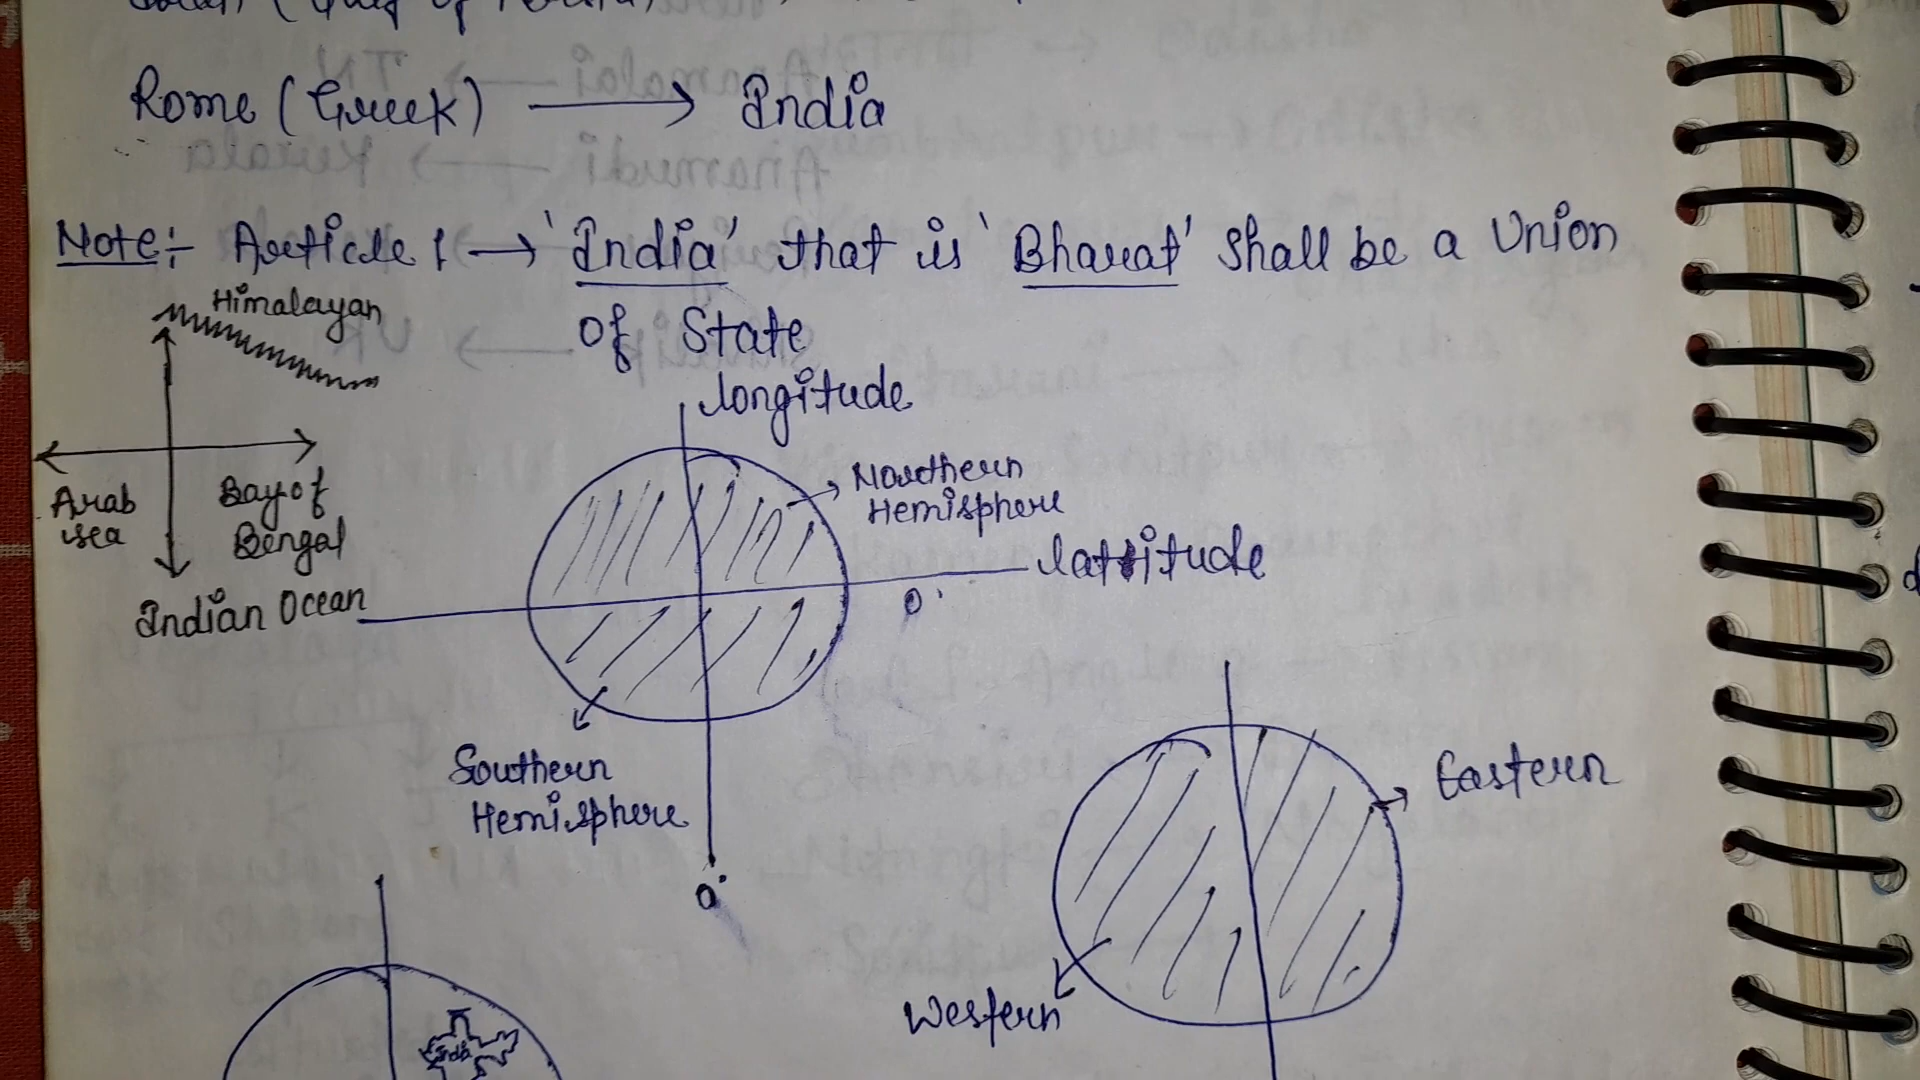 Rome (Greek) → India
Note:- Article 1 → 'India' that is 'Bharat' shall be a Union
of State
Himalayan
Arab
sea
Bay of
Bengal
Indian Ocean
longitude
Northern
Hemisphere
lattitude
0°
Southern
Hemisphere
0°
Eastern
Western
India